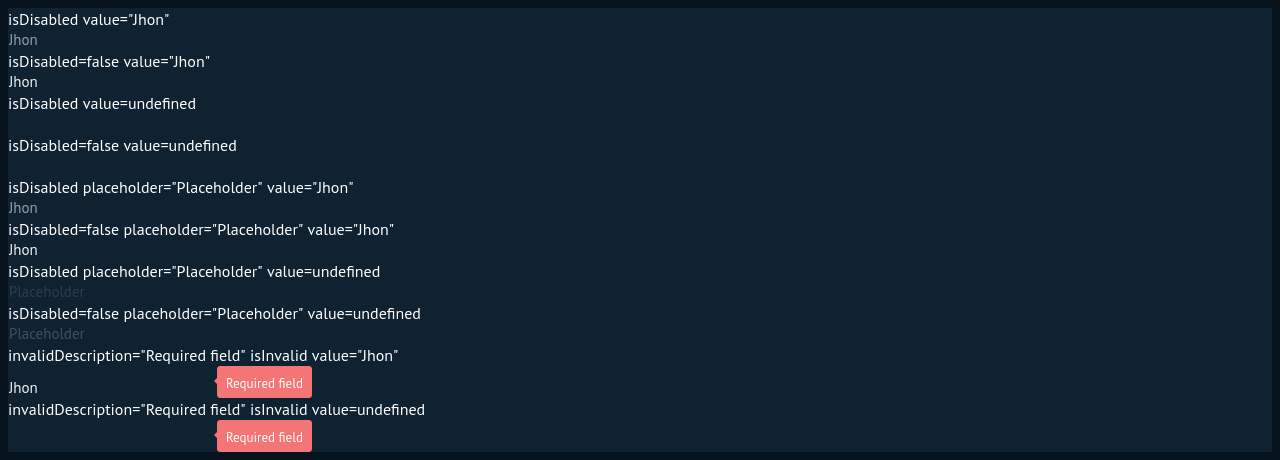 isDisabled value="Jhon"
Jhon
isDisabled=false value="Jhon"
Jhon
isDisabled value=undefined
isDisabled=false value=undefined
isDisabled placeholder="Placeholder" value="Jhon"
Jhon
isDisabled=false placeholder="Placeholder" value="Jhon"
Jhon
isDisabled placeholder="Placeholder" value=undefined
Placeholder
isDisabled=false placeholder="Placeholder" value=undefined
Placeholder
invalidDescription="Required field" isInvalid value="Jhon"
Jhon Required field
invalidDescription="Required field" isInvalid value=undefined
Required field